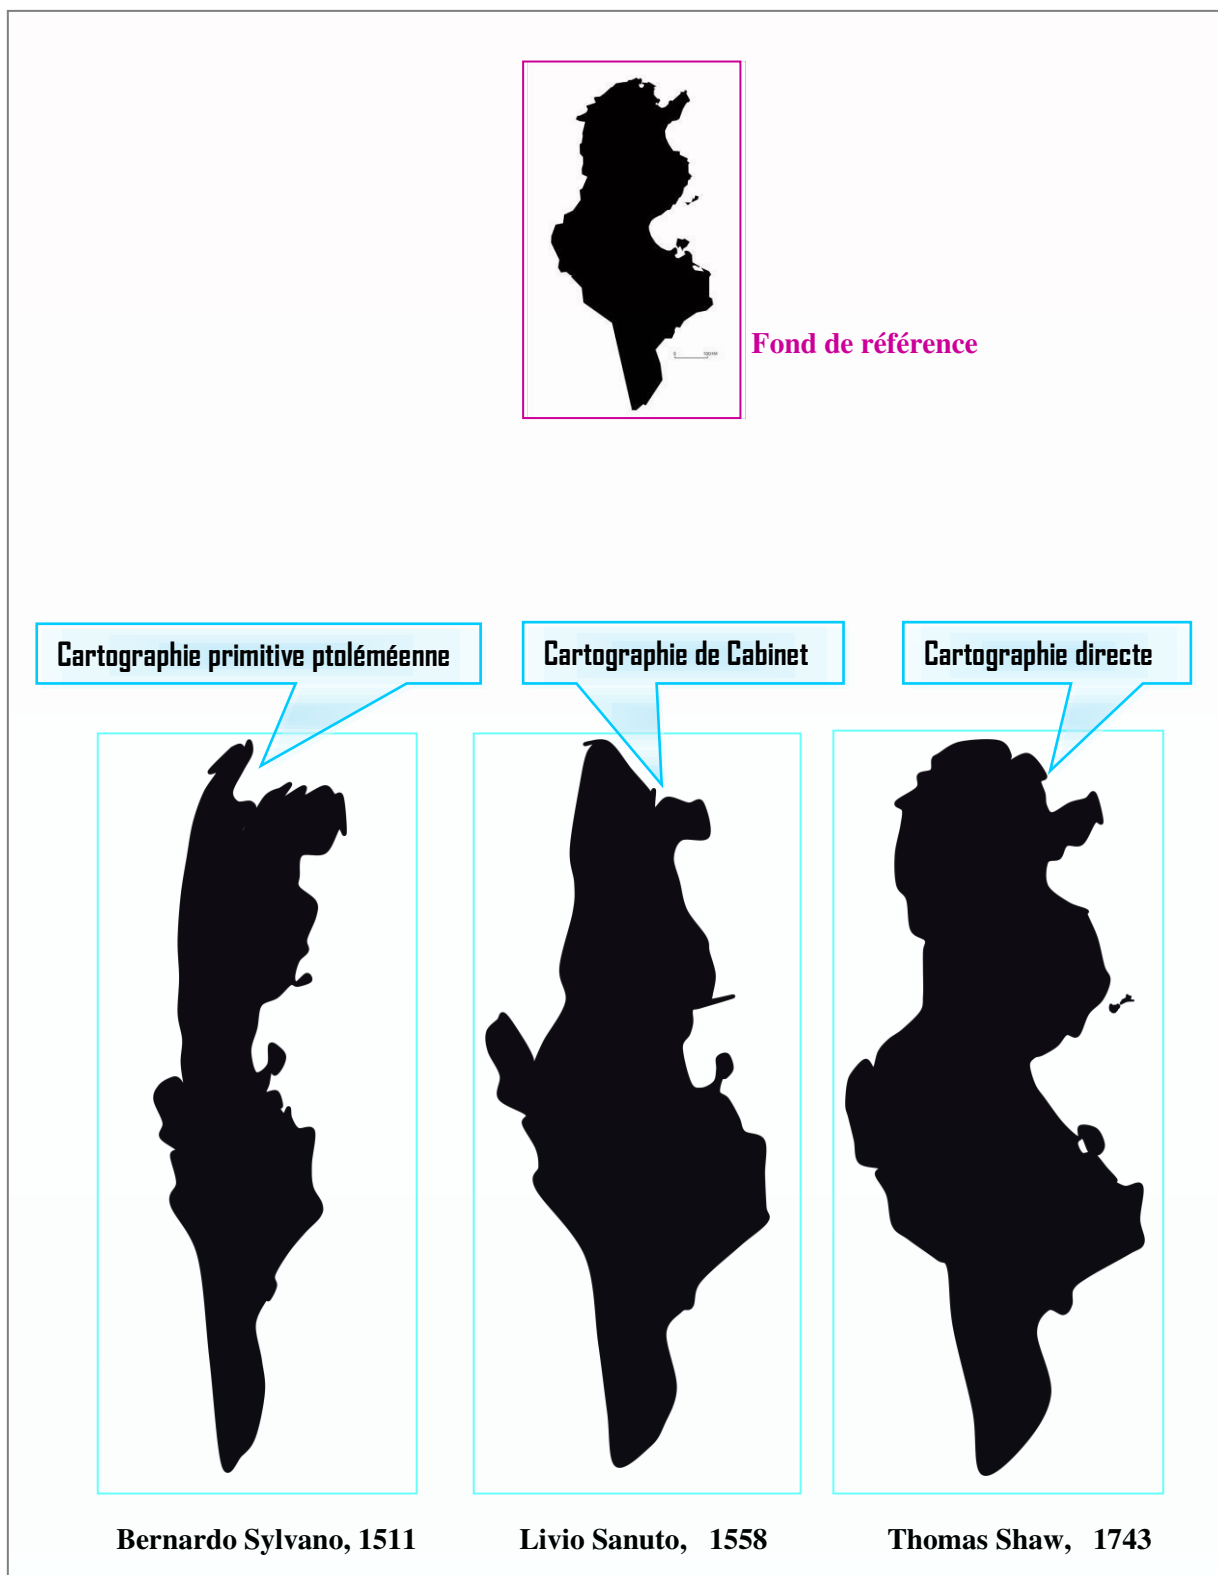 Fond de référence
Cartographie primitive ptoléméenne
Cartographie de Cabinet
Cartographie directe
Bernardo Sylvano, 1511
Livio Sanuto, 1558
Thomas Shaw, 1743